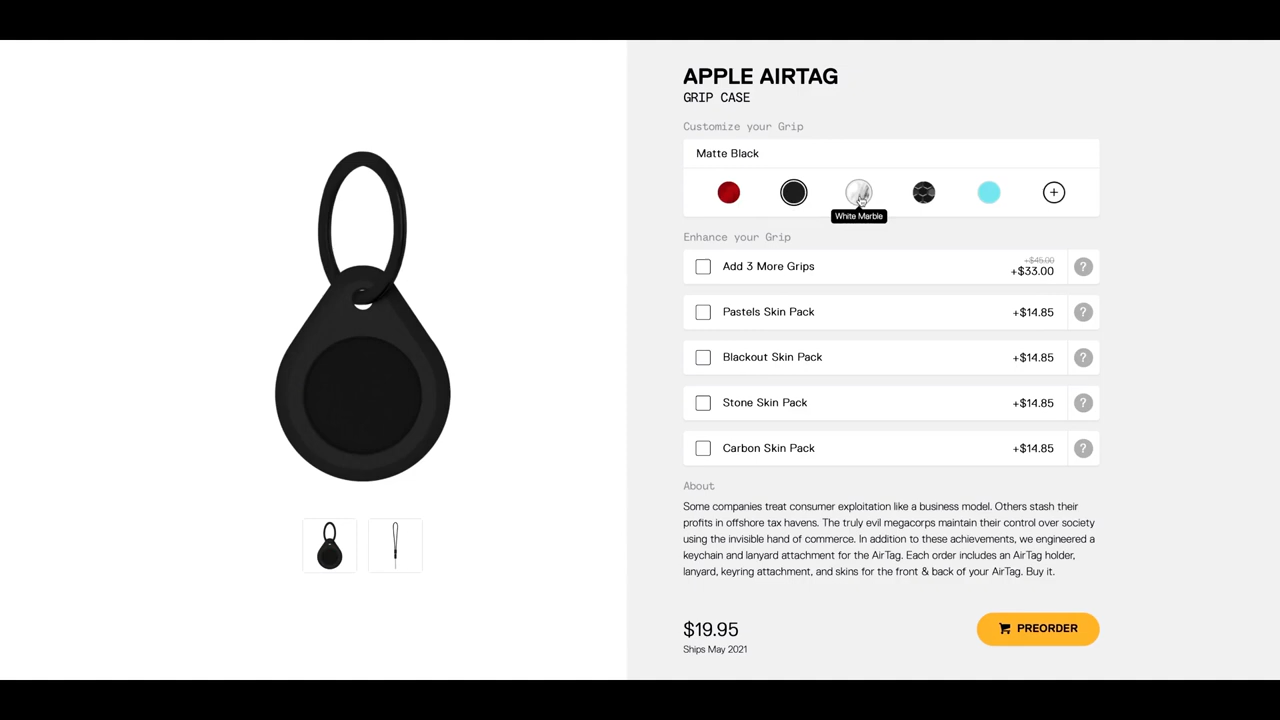 APPLE AIRTAG
GRIP CASE
Customize your Grip
Matte Black
White Marble
Enhance your Grip
Add 3 More Grips
+$45.00
+$33.00
?
Pastels Skin Pack
+$14.85
?
Blackout Skin Pack
+$14.85
?
Stone Skin Pack
+$14.85
?
Carbon Skin Pack
+$14.85
?
About
Some companies treat consumer exploitation like a business model. Others stash their
profits in offshore tax havens. The truly evil megacorps maintain their control over society
using the invisible hand of commerce. In addition to these achievements, we engineered a
keychain and lanyard attachment for the AirTag. Each order includes an AirTag holder,
lanyard, keyring attachment, and skins for the front & back of your AirTag. Buy it.
$19.95
Ships May 2021
PREORDER